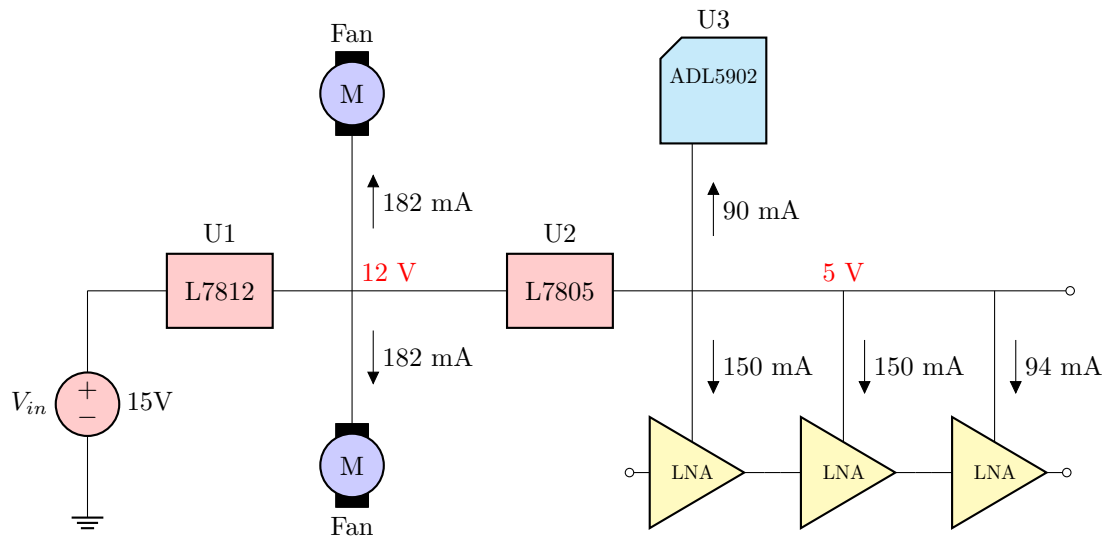 Fan
M
U3
ADL5902
182 mA
90 mA
U1
L7812
12 V
U2
L7805
5 V
182 mA
150 mA
150 mA
94 mA
V_in
+
−
15V
M
Fan
LNA
LNA
LNA